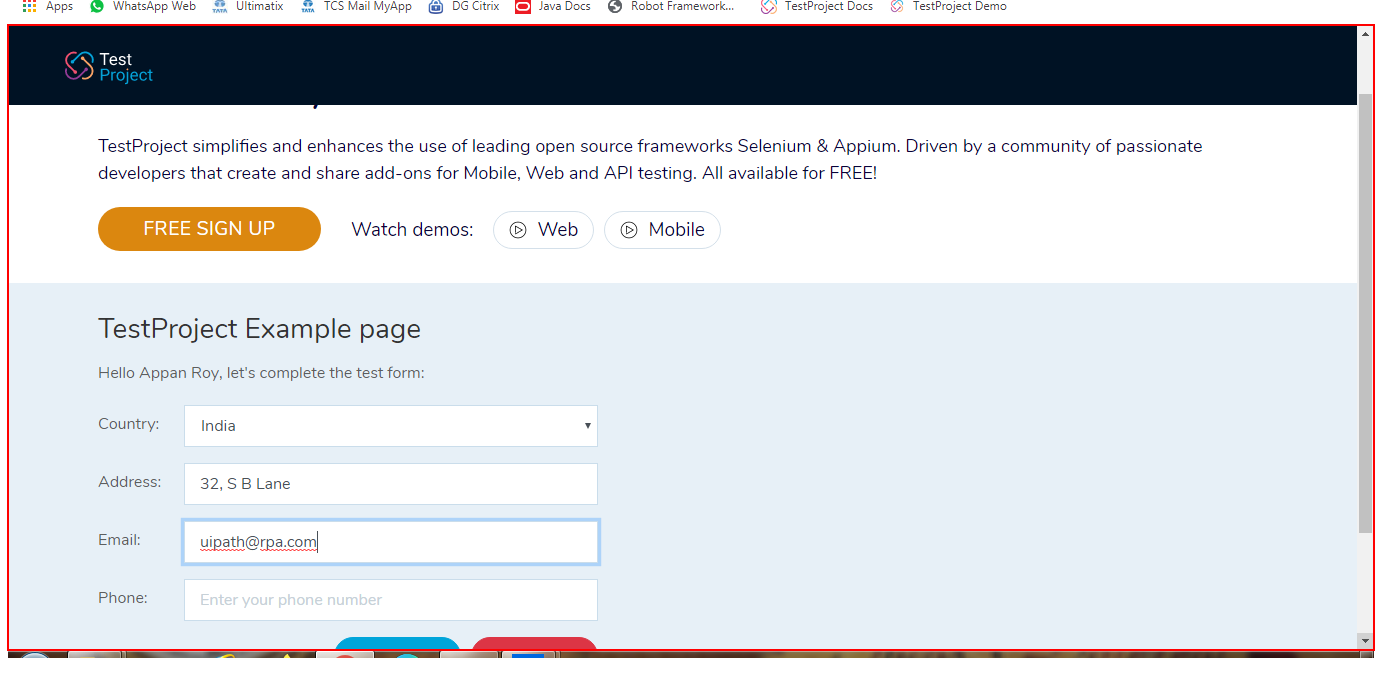 Apps WhatsApp Web Ultimatix TCS Mail MyApp DG Citrix Java Docs Robot Framework... TestProject Docs TestProject Demo
Test
Project
TestProject simplifies and enhances the use of leading open source frameworks Selenium & Appium. Driven by a community of passionate
developers that create and share add-ons for Mobile, Web and API testing. All available for FREE!
FREE SIGN UP Watch demos: Web Mobile
TestProject Example page
Hello Appan Roy, let's complete the test form:
Country: India
Address: 32, S B Lane
Email: uipath@rpa.com
Phone: Enter your phone number